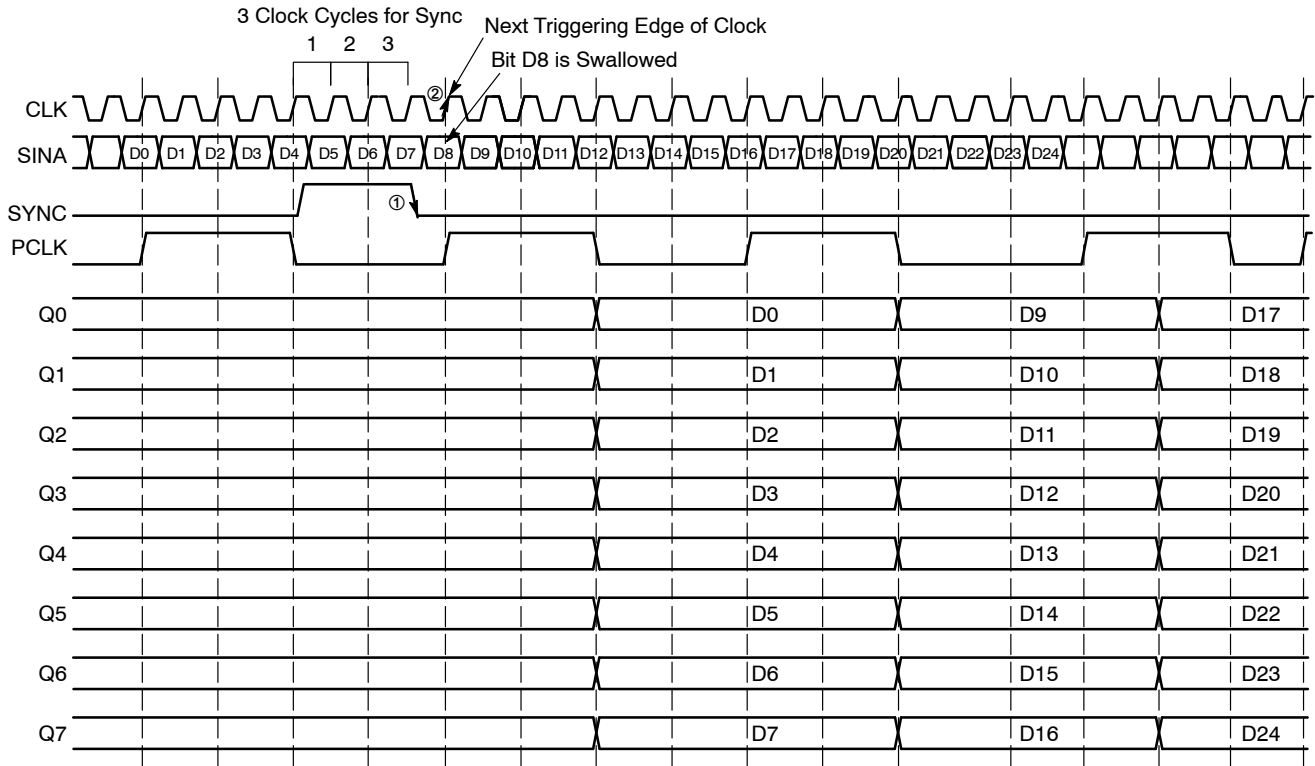 3 Clock Cycles for Sync
Next Triggering Edge of Clock
1 2 3
Bit D8 is Swallowed
CLK ②
SINA D0 D1 D2 D3 D4 D5 D6 D7 D8 D9 D10 D11 D12 D13 D14 D15 D16 D17 D18 D19 D20 D21 D22 D23 D24
SYNC ①
PCLK
Q0 D0 D9 D17
Q1 D1 D10 D18
Q2 D2 D11 D19
Q3 D3 D12 D20
Q4 D4 D13 D21
Q5 D5 D14 D22
Q6 D6 D15 D23
Q7 D7 D16 D24